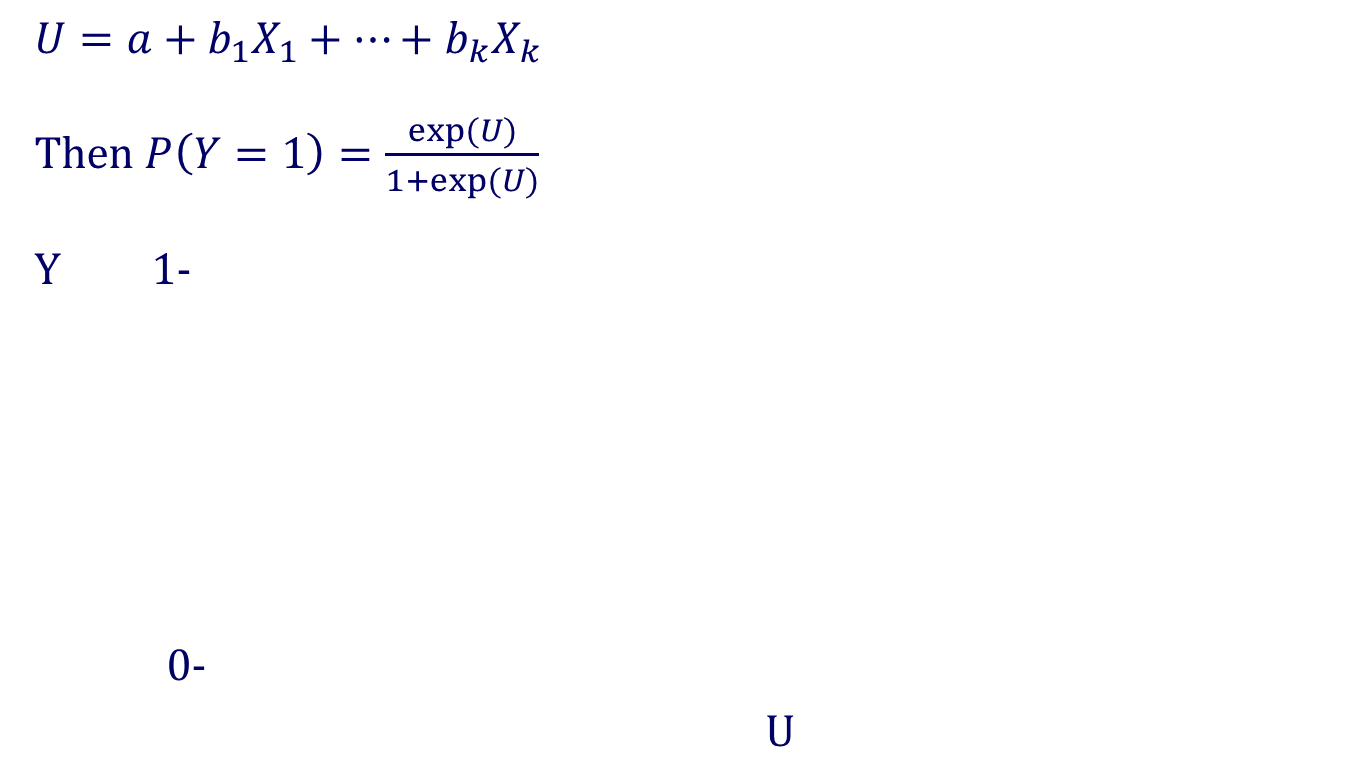 U = a + b₁X₁ + ⋯ + bₖXₖ
Then P(Y = 1) = exp(U) / 1+exp(U)
Y 1-
0-
U